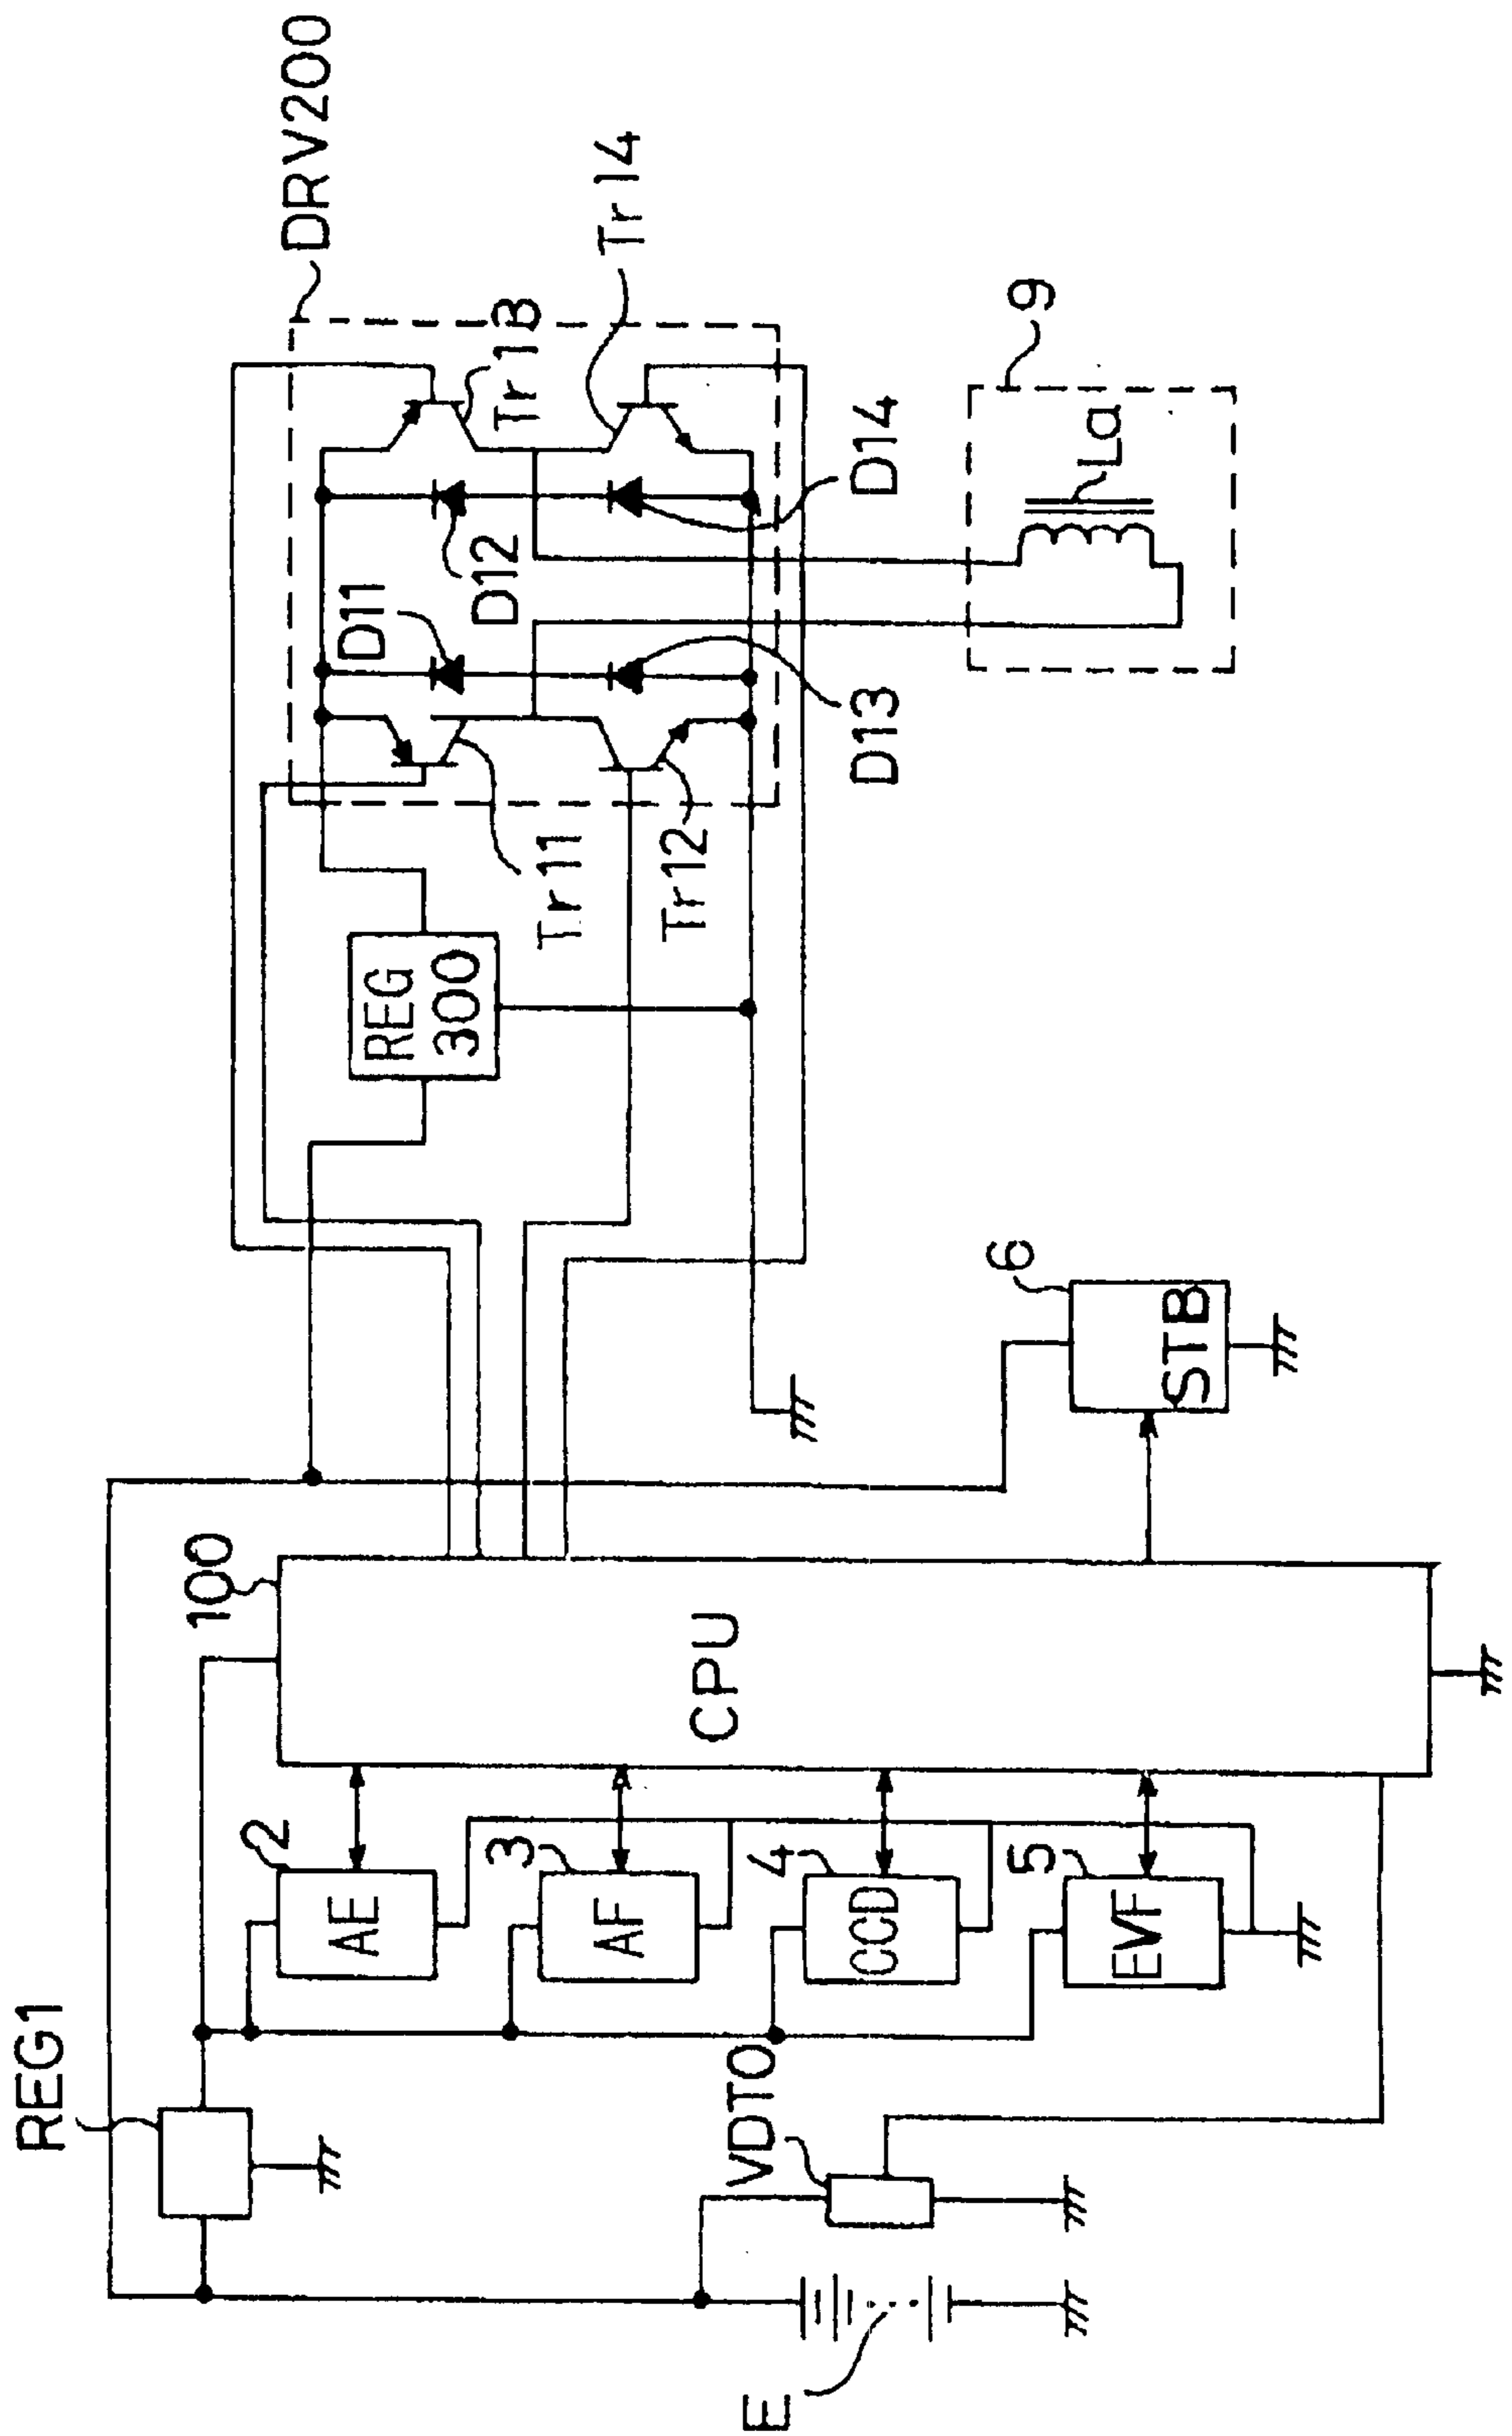 REG1
100
DRV200
2
AE
3
AF
4
CCD
5
EVF
CPU
VDT0
E
REG
300
D11
D12
Tr13
Tr14
Tr11
Tr12
D13
D14
9
La
6
STB